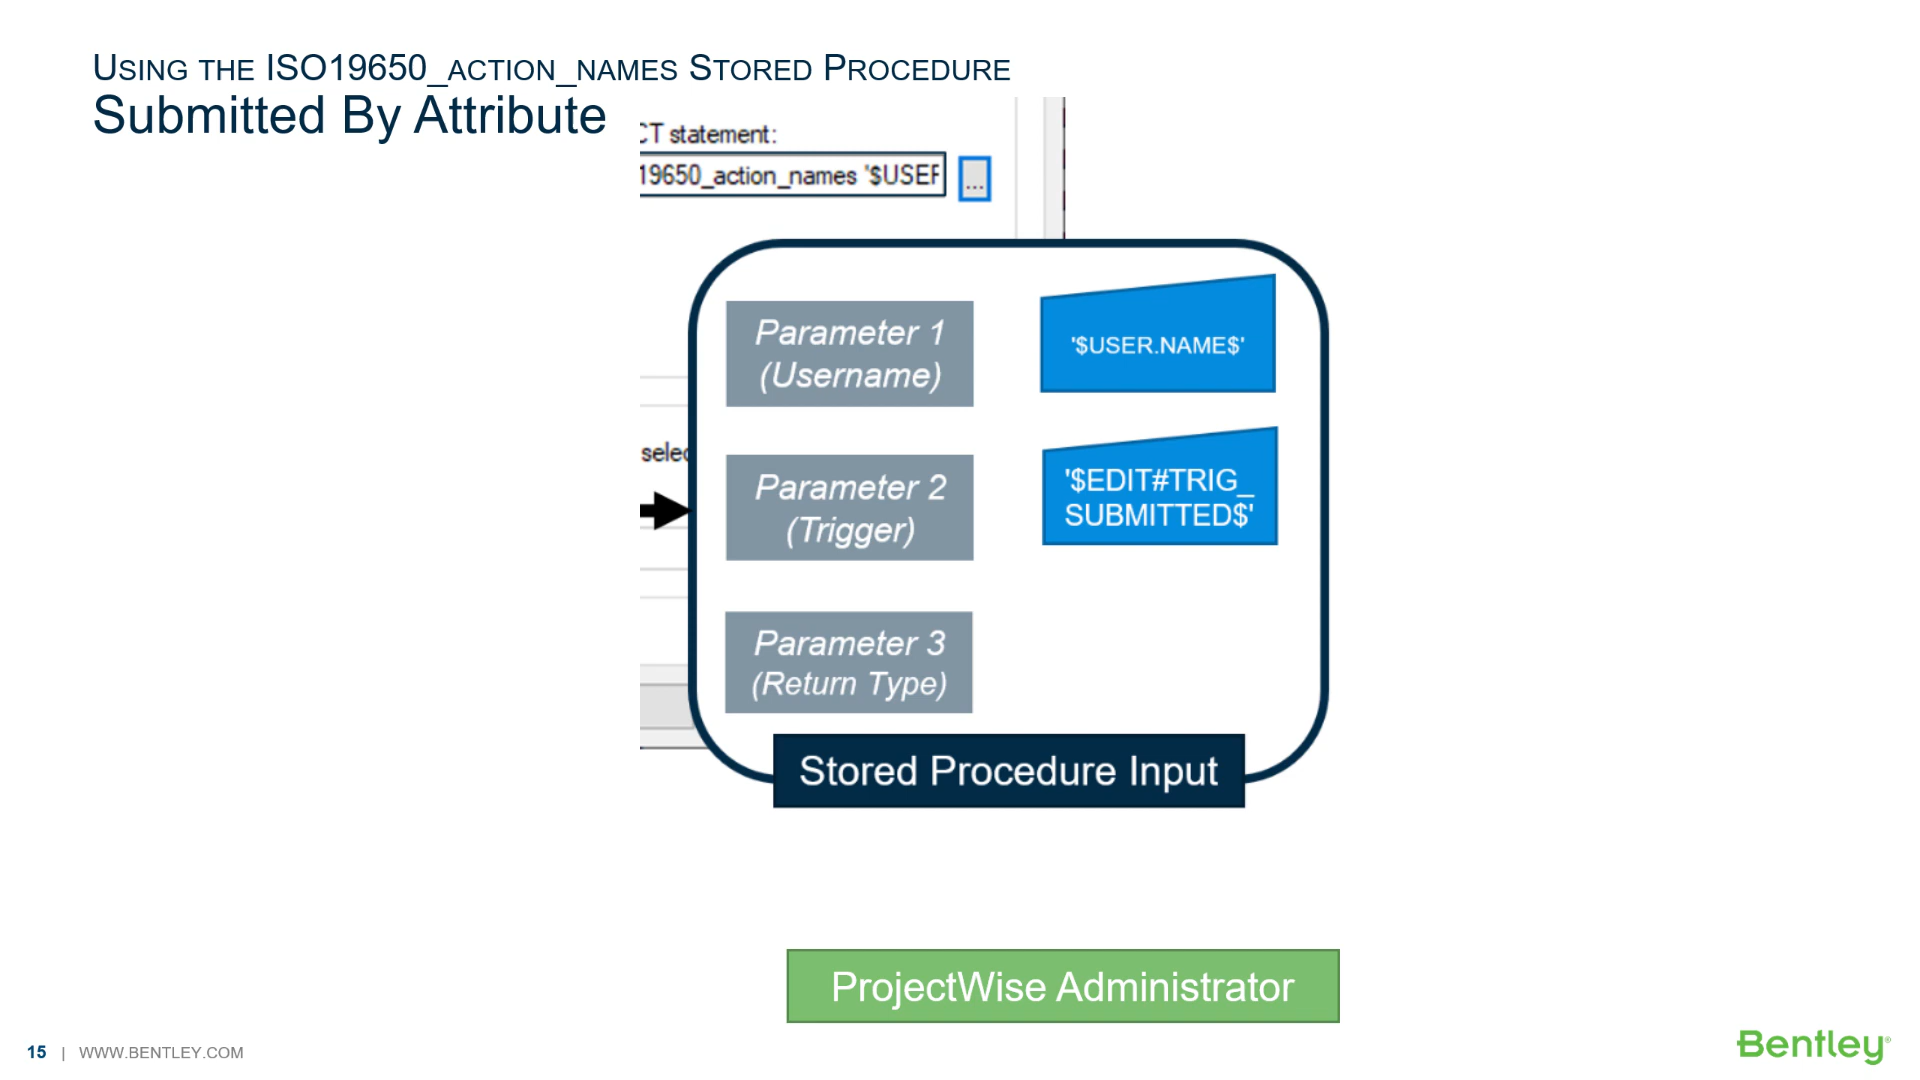 USING THE ISO19650_ACTION_NAMES STORED PROCEDURE
Submitted By Attribute
CT statement:
19650_action_names '$USER
...
Parameter 1
(Username)
'$USER.NAME$'
selec
Parameter 2
(Trigger)
'$EDIT#TRIG_
SUBMITTED$'
Parameter 3
(Return Type)
Stored Procedure Input
ProjectWise Administrator
15 | WWW.BENTLEY.COM
Bentley®